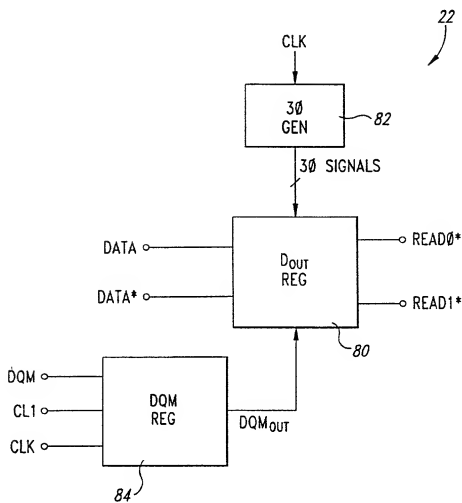 22
CLK
3Ø
GEN
82
3Ø SIGNALS
DATA
DATA*
DOUT
REG
READØ*
READ1*
80
DQM
CL1
CLK
DQM
REG
DQMOUT
84